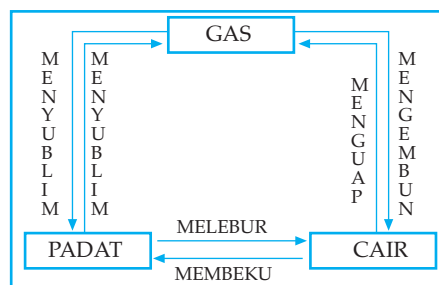 GAS
MENYUBLIM
MENYUBLIM
MENGUAP
MENGEMBUN
MELEBUR
PADAT
CAIR
MEMBEKU